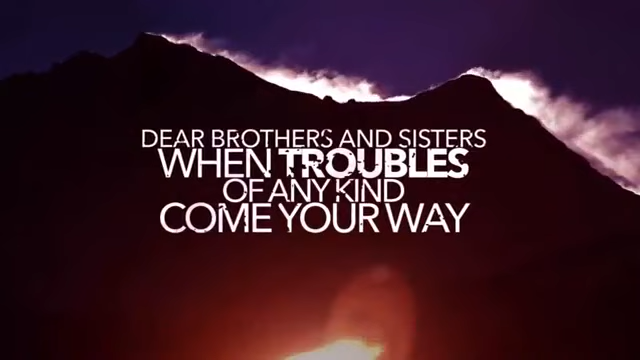 DEAR BROTHERS AND SISTERS
WHEN TROUBLES
OF ANY KIND
COME YOUR WAY